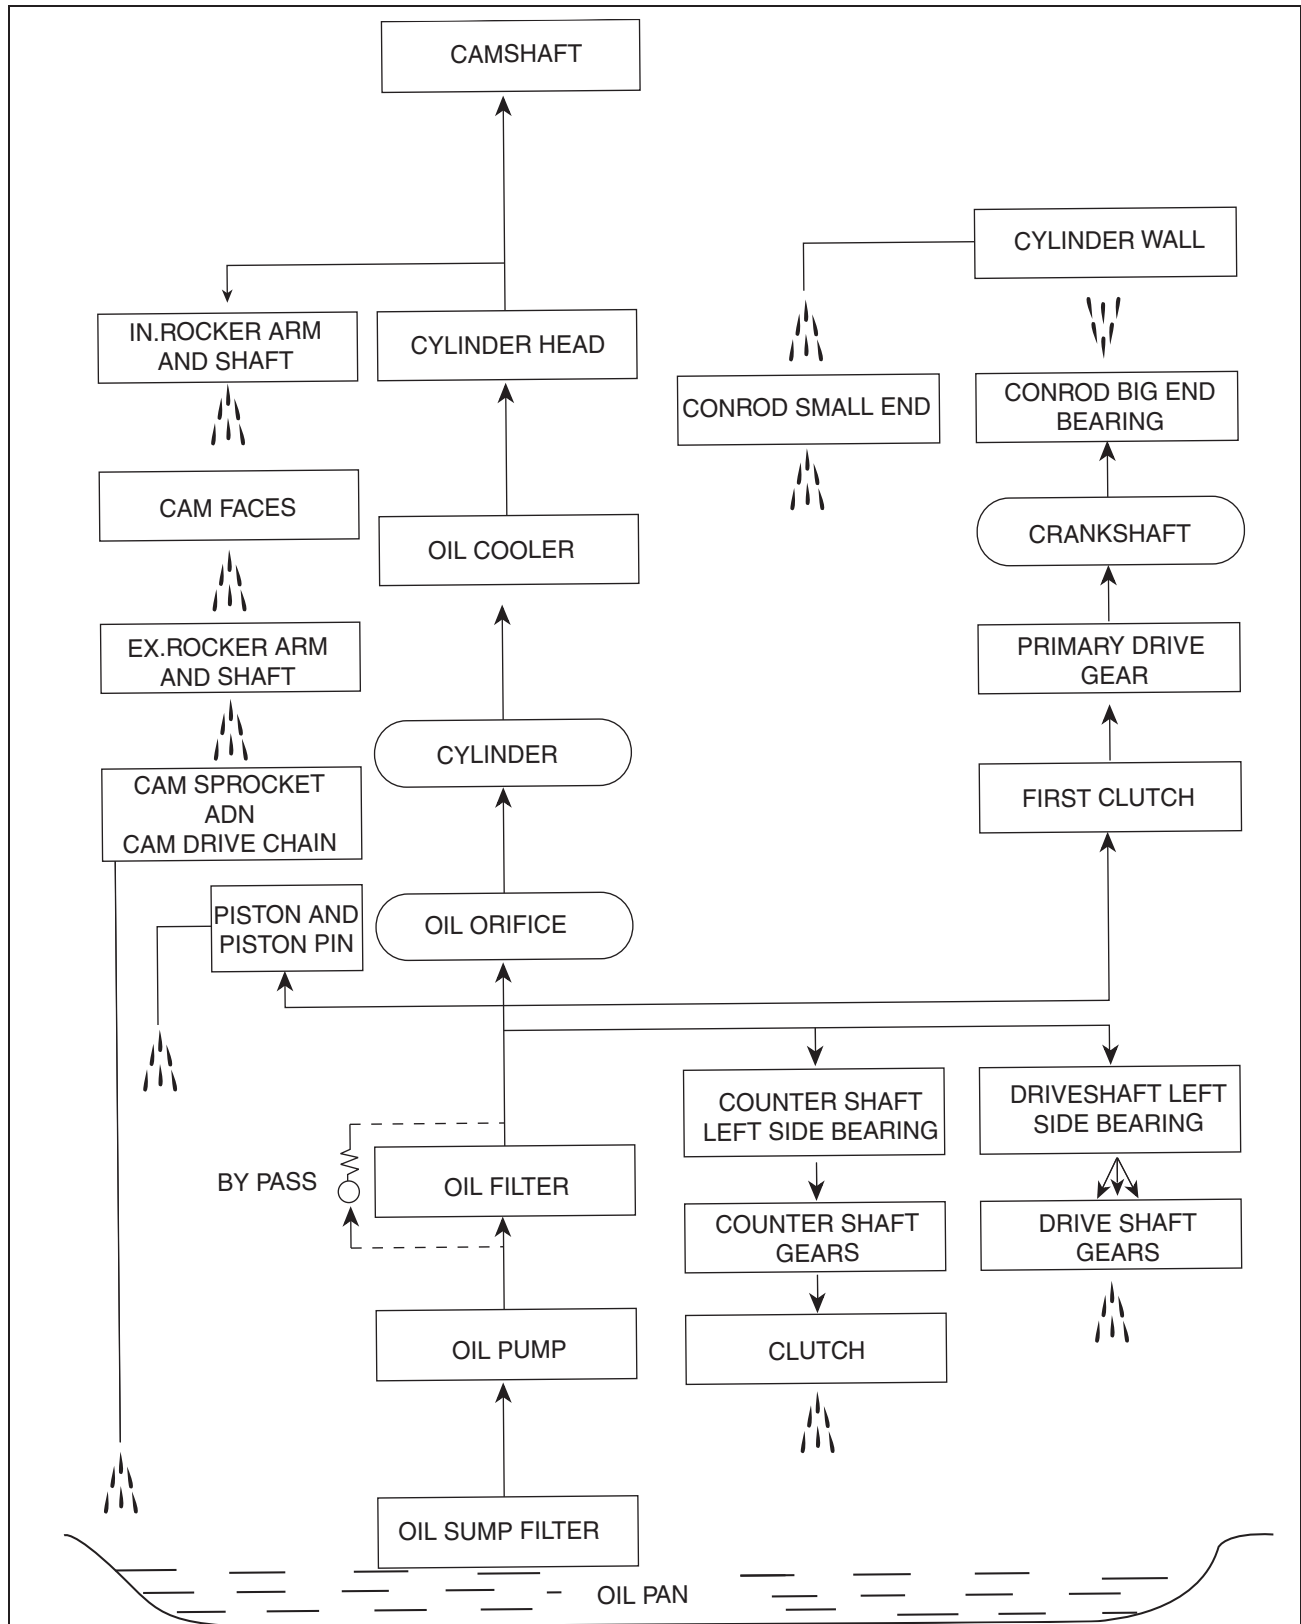 CAMSHAFT
CYLINDER WALL
IN.ROCKER ARM
AND SHAFT
CYLINDER HEAD
CONROD SMALL END
CONROD BIG END
BEARING
CAM FACES
OIL COOLER
CRANKSHAFT
EX.ROCKER ARM
AND SHAFT
PRIMARY DRIVE
GEAR
CYLINDER
CAM SPROCKET
ADN
CAM DRIVE CHAIN
FIRST CLUTCH
PISTON AND
PISTON PIN
OIL ORIFICE
COUNTER SHAFT
LEFT SIDE BEARING
DRIVESHAFT LEFT
SIDE BEARING
BY PASS
OIL FILTER
COUNTER SHAFT
GEARS
DRIVE SHAFT
GEARS
OIL PUMP
CLUTCH
OIL SUMP FILTER
OIL PAN